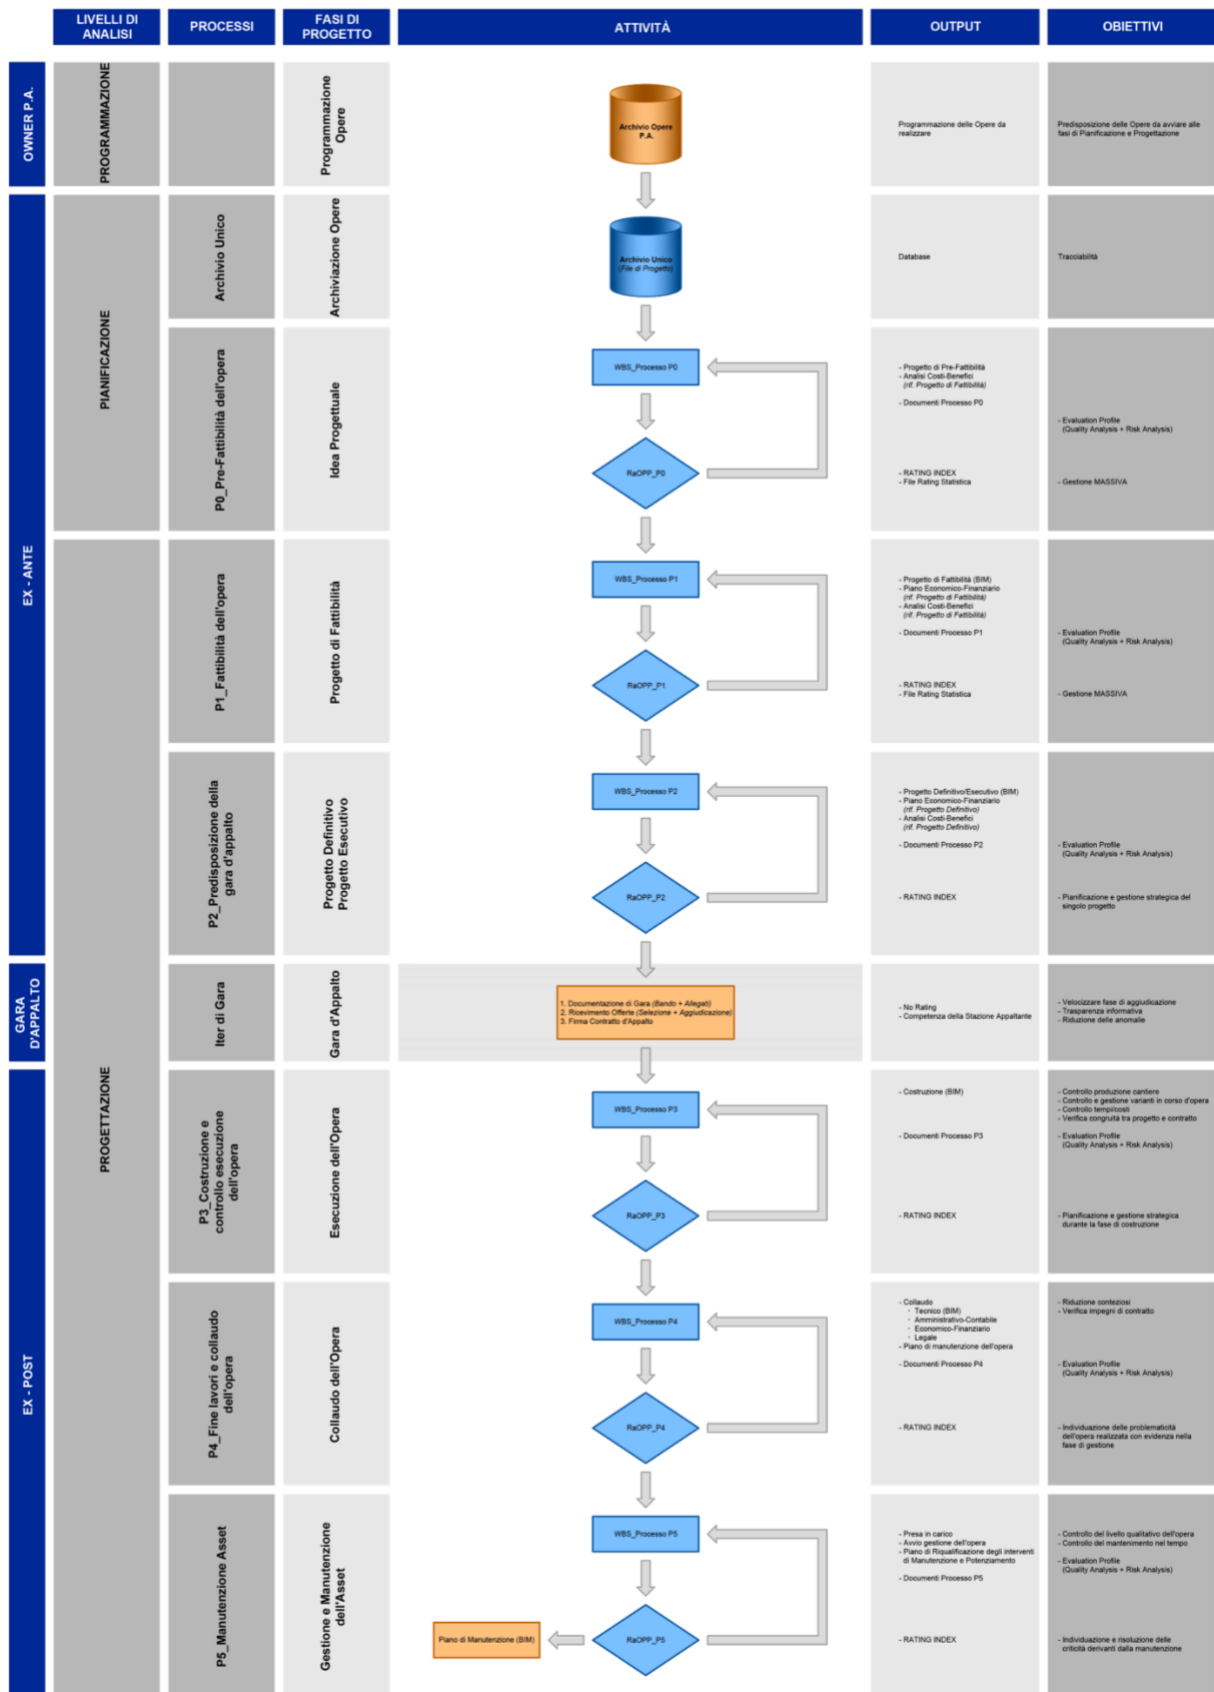 LIVELLI DI
ANALISI
PROCESSI
FASI DI
PROGETTO
ATTIVITÀ
OUTPUT
OBIETTIVI
OWNER P.A.
PROGRAMMAZIONE
Programmazione
Opere
Archivio Opere
P.A.
Programmazione delle Opere da
realizzare
Predisposizione delle Opere da avviare alle
fasi di Pianificazione e Progettazione
EX - ANTE
PIANIFICAZIONE
Archivio Unico
Archiviazione Opere
Archivio Unico
(File di Progetto)
Database
Tracciabilità
P0_Pre-Fattibilità dell'opera
Idea Progettuale
WBS_Processo P0
RaOPP_P0
- Progetto di Pre-Fattibilità
- Analisi Costi-Benefici
(rif. Progetto di Fattibilità)
- Documenti Processo P0
- RATING INDEX
- File Rating Statistica
- Evaluation Profile
(Quality Analysis + Risk Analysis)
- Gestione MASSIVA
PROGETTAZIONE
P1_Fattibilità dell'opera
Progetto di Fattibilità
WBS_Processo P1
RaOPP_P1
- Progetto di Fattibilità (BIM)
- Piano Economico-Finanziario
(rif. Progetto di Fattibilità)
- Analisi Costi-Benefici
(rif. Progetto di Fattibilità)
- Documenti Processo P1
- RATING INDEX
- File Rating Statistica
- Evaluation Profile
(Quality Analysis + Risk Analysis)
- Gestione MASSIVA
P2_Predisposizione della
gara d'appalto
Progetto Definitivo
Progetto Esecutivo
WBS_Processo P2
RaOPP_P2
- Progetto Definitivo/Esecutivo (BIM)
- Piano Economico-Finanziario
(rif. Progetto Definitivo)
- Analisi Costi-Benefici
(rif. Progetto Definitivo)
- Documenti Processo P2
- RATING INDEX
- Evaluation Profile
(Quality Analysis + Risk Analysis)
- Pianificazione e gestione strategica del
singolo progetto
GARA
D'APPALTO
Iter di Gara
Gara d'Appalto
1. Documentazione di Gara (Bando + Allegati)
2. Ricevimento Offerte (Selezione + Aggiudicazione)
3. Firma Contratto d'Appalto
- No Rating
- Competenza della Stazione Appaltante
- Velocizzare fase di aggiudicazione
- Trasparenza informativa
- Riduzione delle anomalie
EX - POST
P3_Costruzione e
controllo esecuzione
dell'opera
Esecuzione dell'Opera
WBS_Processo P3
RaOPP_P3
- Costruzione (BIM)
- Documenti Processo P3
- RATING INDEX
- Controllo produzione cantiere
- Controllo e gestione varianti in corso d'opera
- Controllo tempi/costi
- Verifica congruità tra progetto e contratto
- Evaluation Profile
(Quality Analysis + Risk Analysis)
- Pianificazione e gestione strategica
durante la fase di costruzione
P4_Fine lavori e collaudo
dell'opera
Collaudo dell'Opera
WBS_Processo P4
RaOPP_P4
- Collaudo
· Tecnico (BIM)
· Amministrativo-Contabile
· Economico-Finanziario
· Legale
- Piano di manutenzione dell'opera
- Documenti Processo P4
- RATING INDEX
- Riduzione conteziosi
- Verifica impegni di contratto
- Evaluation Profile
(Quality Analysis + Risk Analysis)
- Individuazione delle problematicità
dell'opera realizzata con evidenza nella
fase di gestione
P5_Manutenzione Asset
Gestione e Manutenzione
dell'Asset
WBS_Processo P5
RaOPP_P5
Piano di Manutenzione (BIM)
- Presa in carico
- Avvio gestione dell'opera
- Piano di Riqualificazione degli interventi
di Manutenzione e Potenziamento
- Documenti Processo P5
- RATING INDEX
- Controllo del livello qualitativo dell'opera
- Controllo del mantenimento nel tempo
- Evaluation Profile
(Quality Analysis + Risk Analysis)
- Individuazione e risoluzione delle
criticità derivanti dalla manutenzione